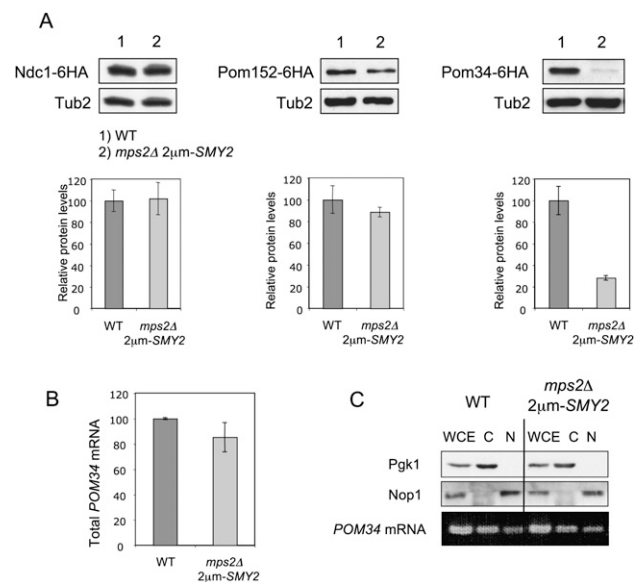 A
1 2
Ndc1-6HA
Tub2
1) WT
2) mps2Δ 2μm-SMY2
1 2
Pom152-6HA
Tub2
1 2
Pom34-6HA
Tub2
Relative protein levels
120
100
80
60
40
20
0
WT
mps2Δ
2μm-SMY2
Relative protein levels
120
100
80
60
40
20
0
WT
mps2Δ
2μm-SMY2
Relative protein levels
120
100
80
60
40
20
0
WT
mps2Δ
2μm-SMY2
B
Total POM34 mRNA
120
100
80
60
40
20
0
WT
mps2Δ
2μm-SMY2
C
WT
mps2Δ
2μm-SMY2
WCE C N WCE C N
Pgk1
Nop1
POM34 mRNA